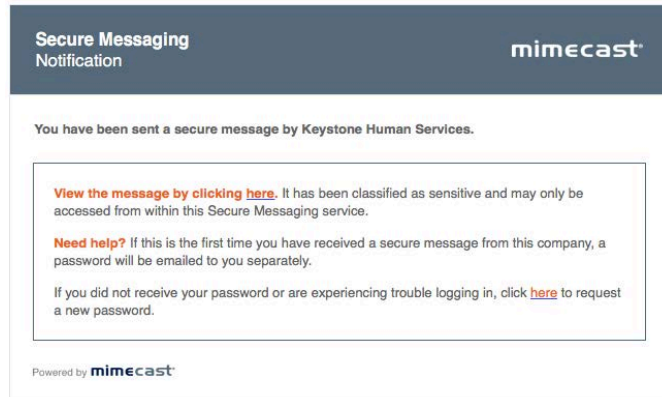 Secure Messaging
mimecast
Notification
You have been sent a secure message by Keystone Human Services.
View the message by clicking here. It has been classified as sensitive and may only be
accessed from within this Secure Messaging service.
Need help? If this is the first time you have received a secure message from this company, a
password will be emailed to you separately.
If you did not receive your password or are experiencing trouble logging in, click here to request
a new password.
Powered by mimecast